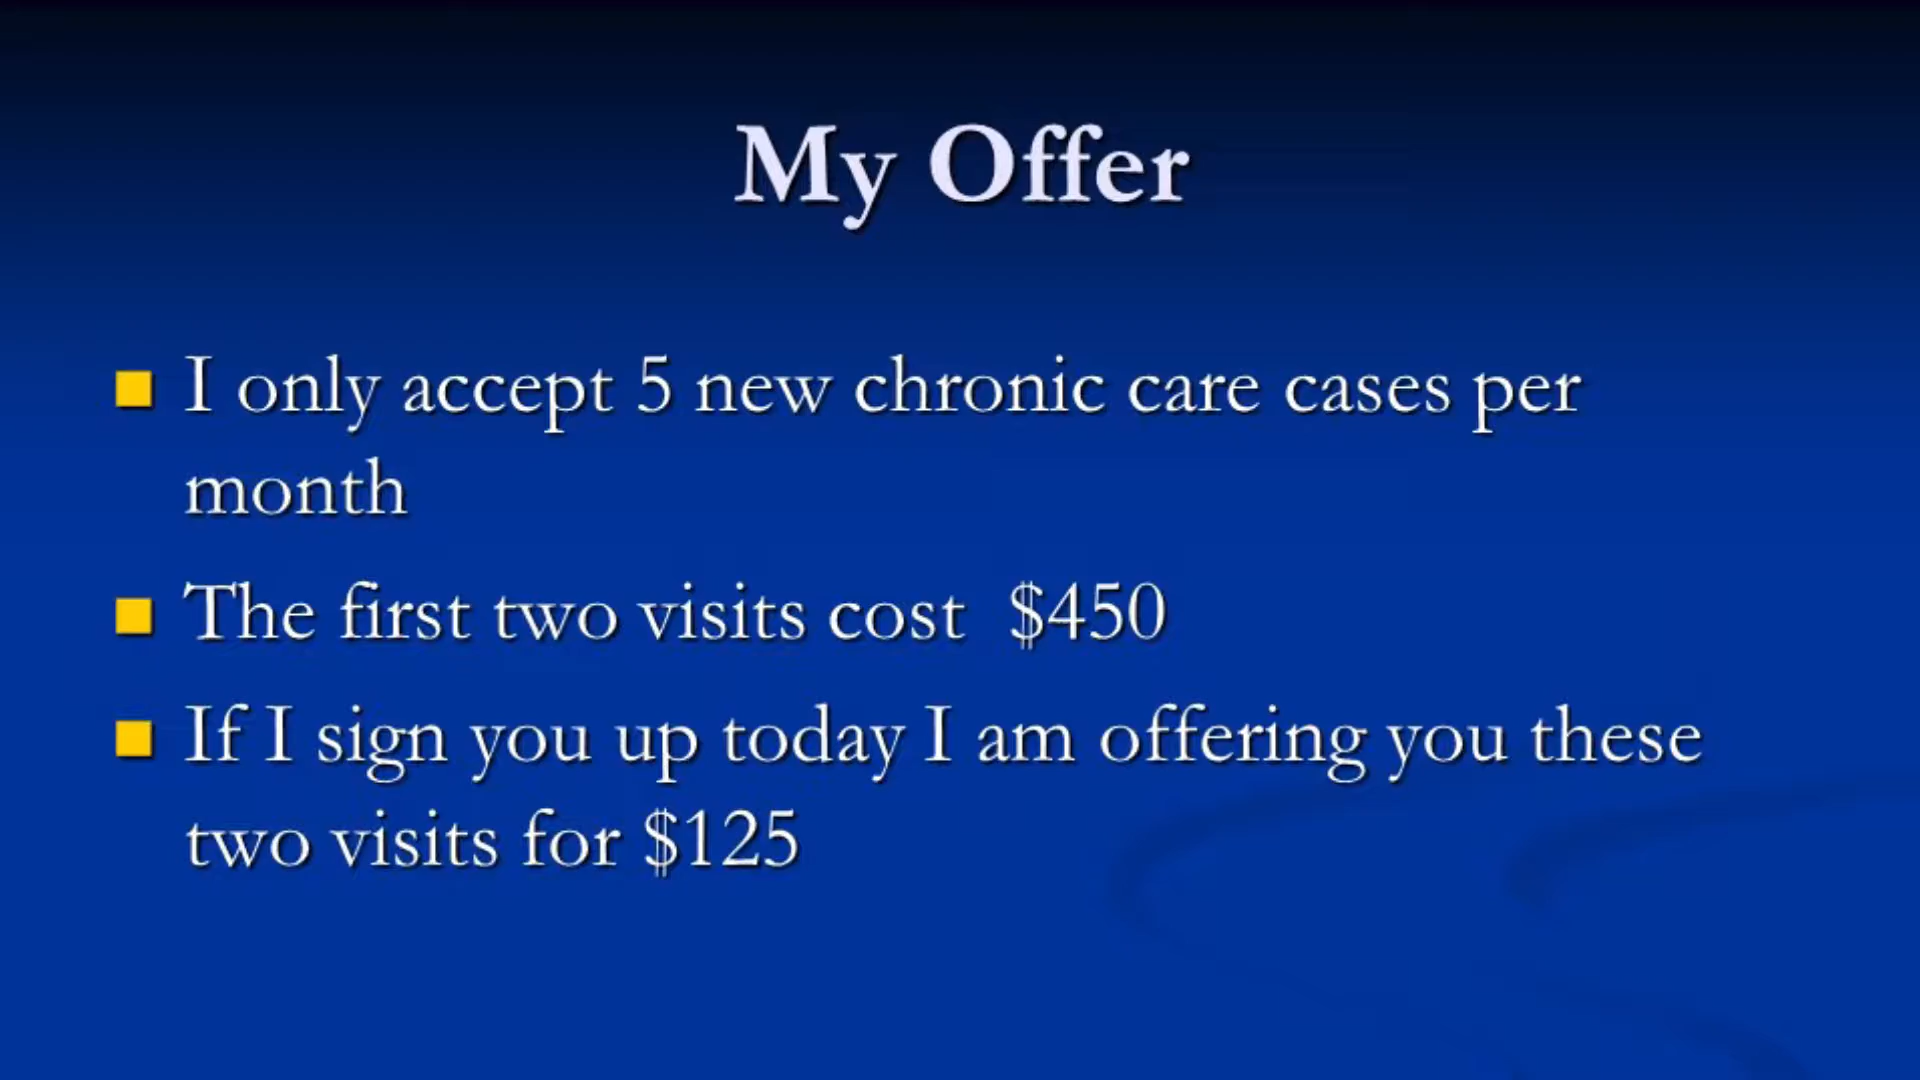 My Offer
I only accept 5 new chronic care cases per
month
The first two visits cost $450
If I sign you up today I am offering you these
two visits for $125